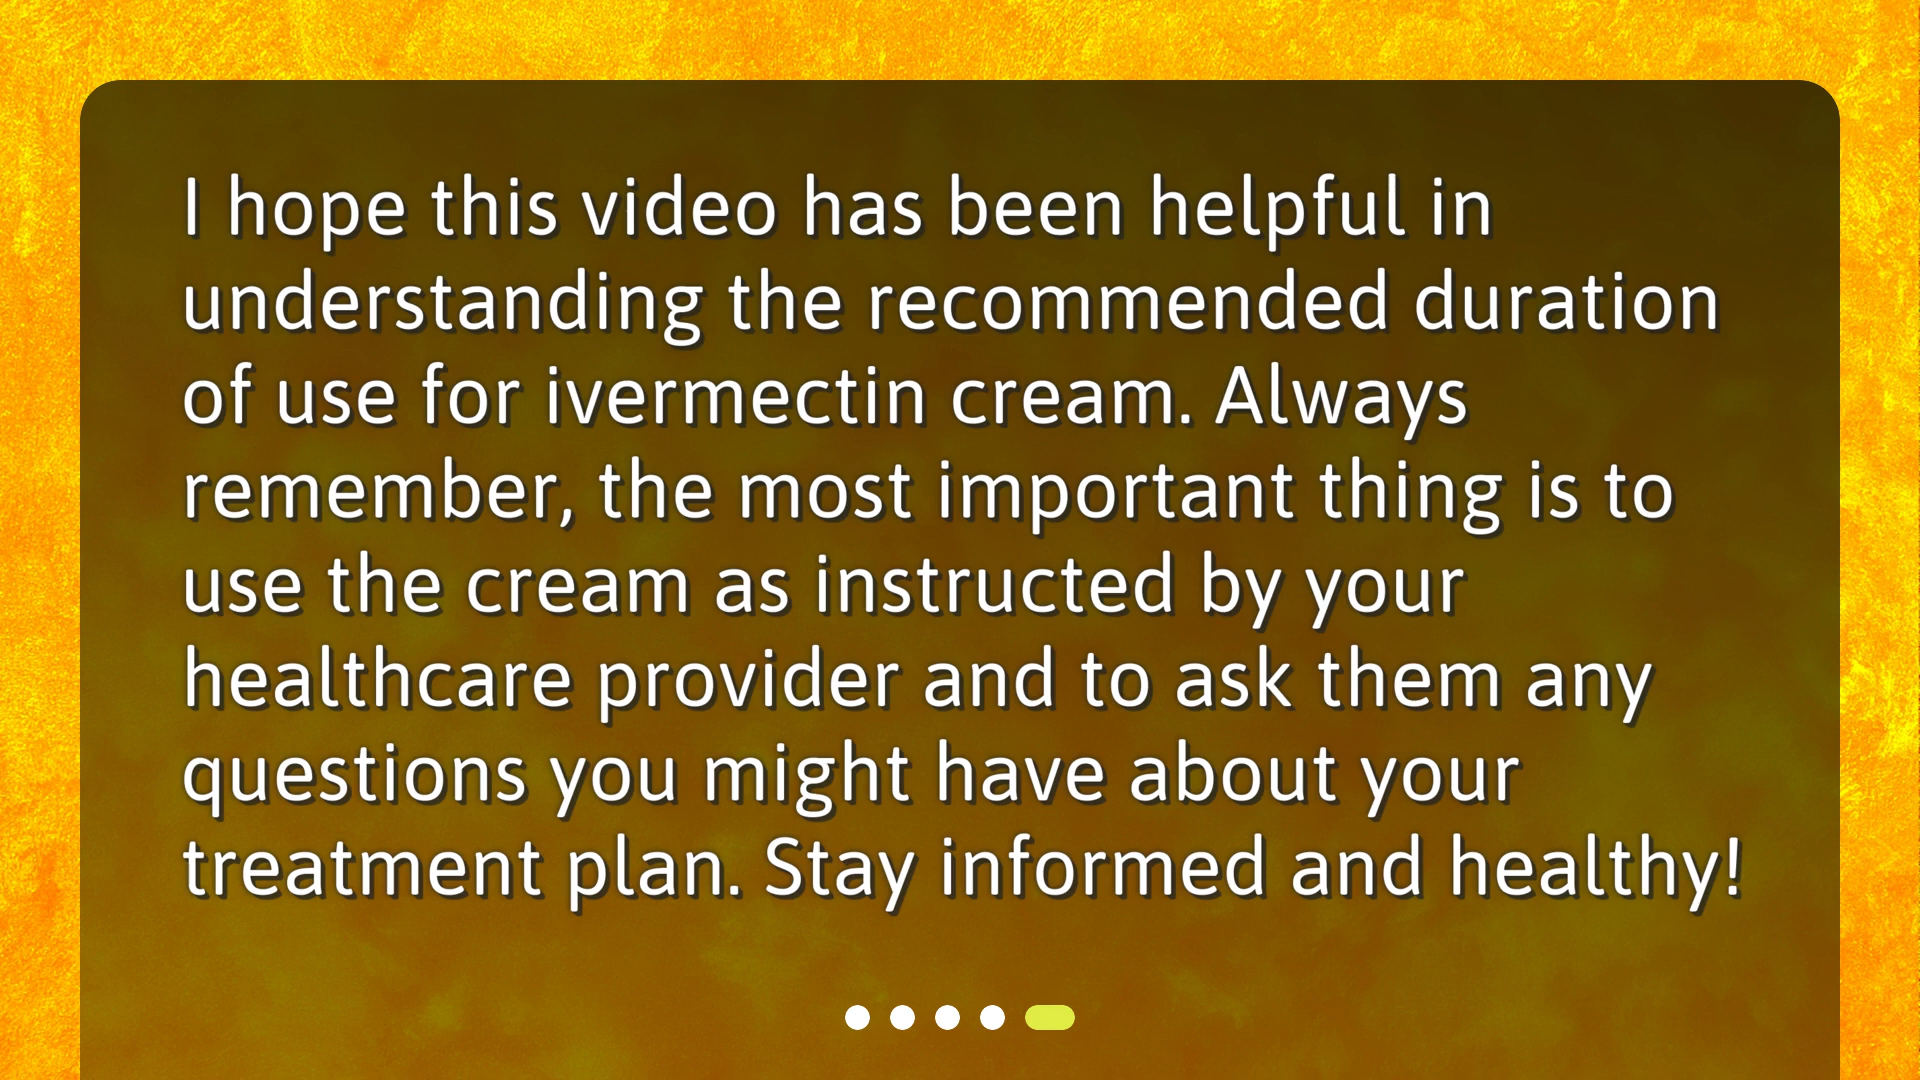 I hope this video has been helpful in
understanding the recommended duration
of use for ivermectin cream. Always
remember, the most important thing is to
use the cream as instructed by your
healthcare provider and to ask them any
questions you might have about your
treatment plan. Stay informed and healthy!